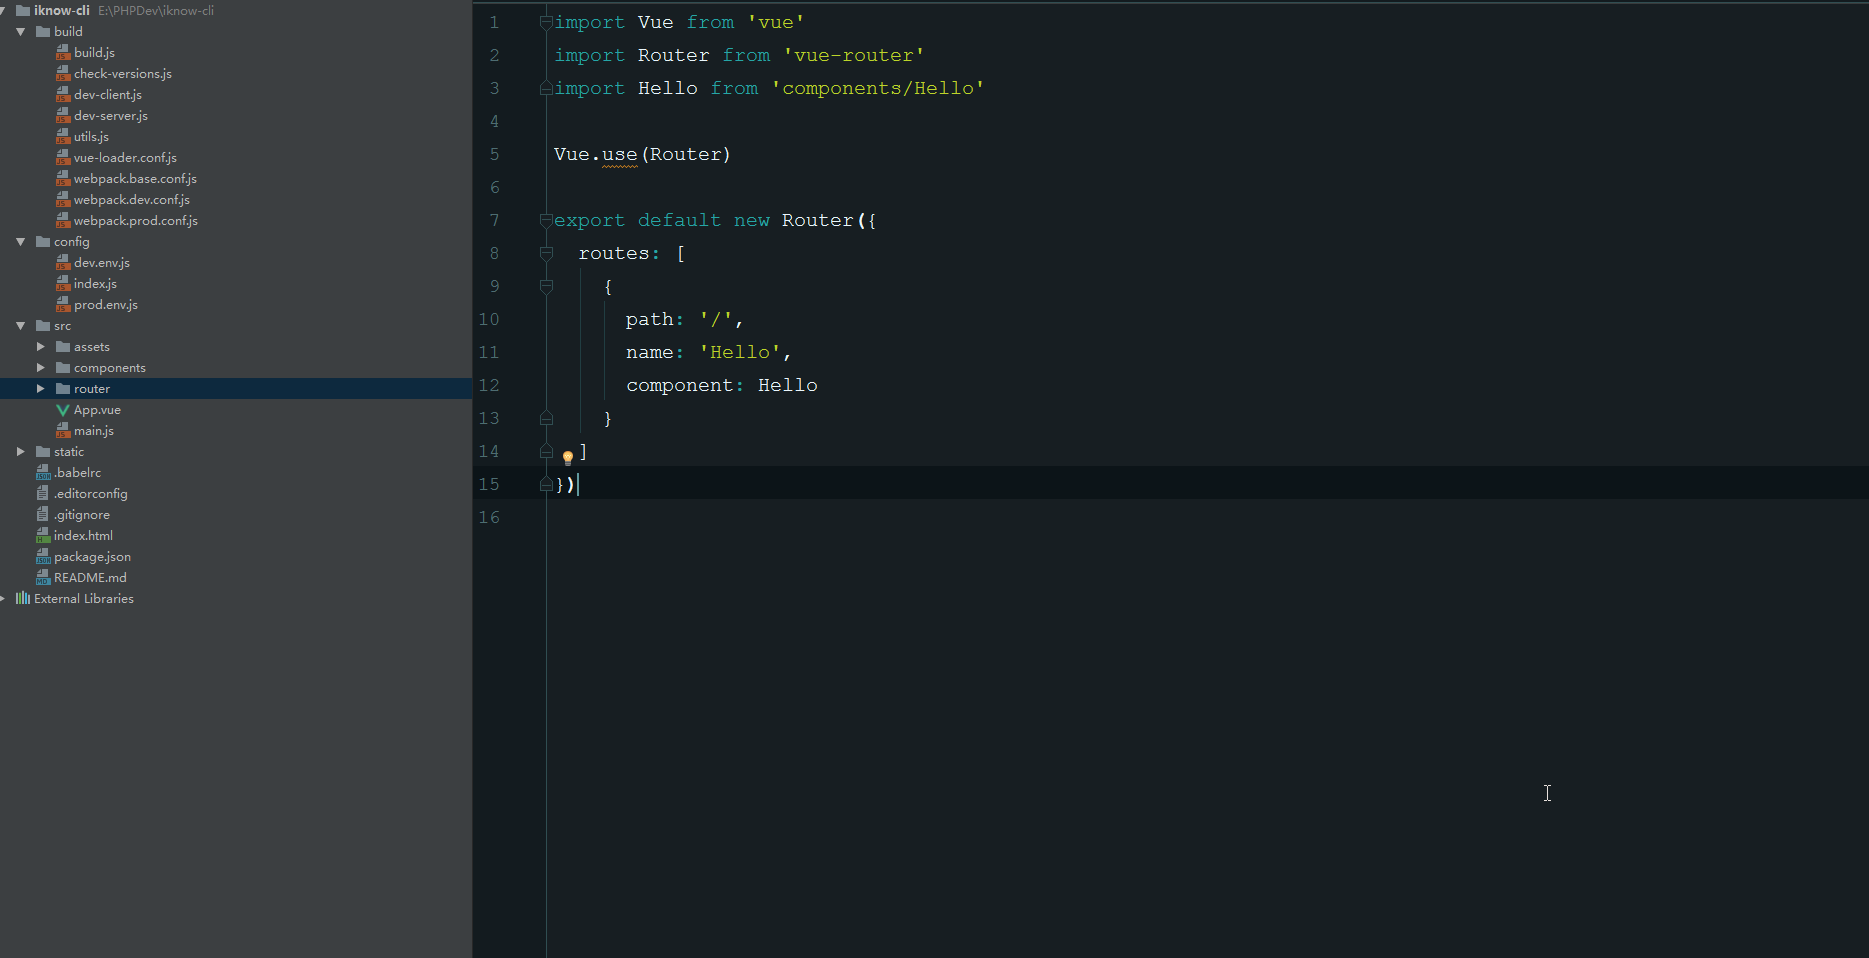 iknow-cli E:\PHPDev\iknow-cli
build
build.js
check-versions.js
dev-client.js
dev-server.js
utils.js
vue-loader.conf.js
webpack.base.conf.js
webpack.dev.conf.js
webpack.prod.conf.js
config
dev.env.js
index.js
prod.env.js
src
assets
components
router
App.vue
main.js
static
.babelrc
.editorconfig
.gitignore
index.html
package.json
README.md
External Libraries
1 import Vue from 'vue'
2 import Router from 'vue-router'
3 import Hello from 'components/Hello'
4
5 Vue.use(Router)
6
7 export default new Router({
8   routes: [
9     {
10       path: '/',
11       name: 'Hello',
12       component: Hello
13     }
14   ]
15 })
16